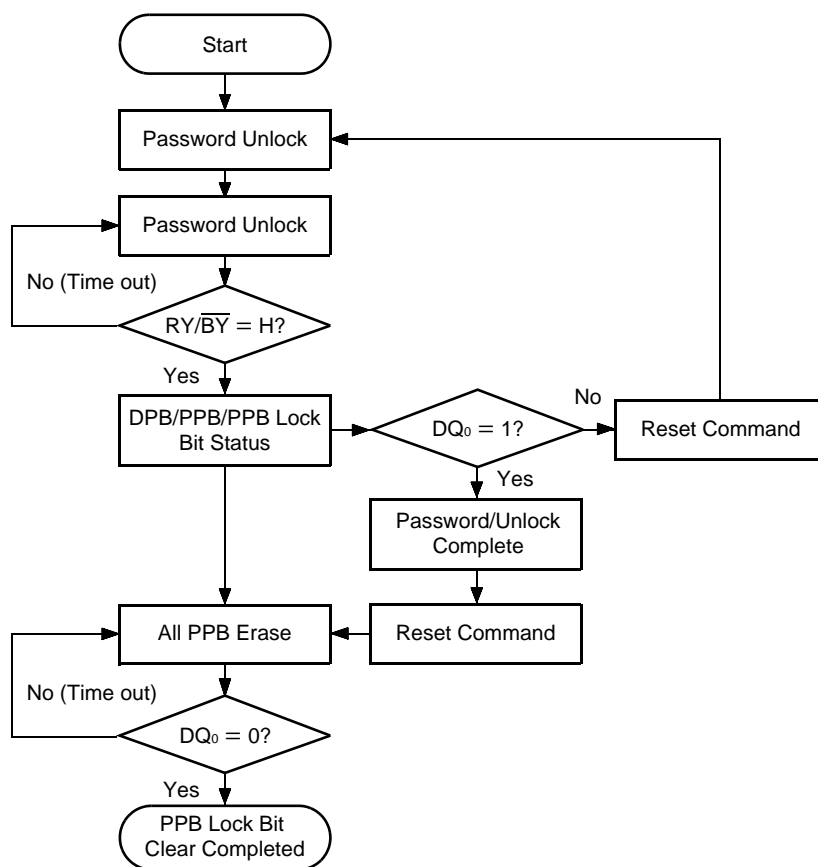 Start
Password Unlock
Password Unlock
No (Time out)
RY/B̅Y̅ = H?
Yes
DPB/PPB/PPB Lock
Bit Status
DQ₀ = 1?
No
Reset Command
Yes
Password/Unlock
Complete
All PPB Erase
Reset Command
No (Time out)
DQ₀ = 0?
Yes
PPB Lock Bit
Clear Completed